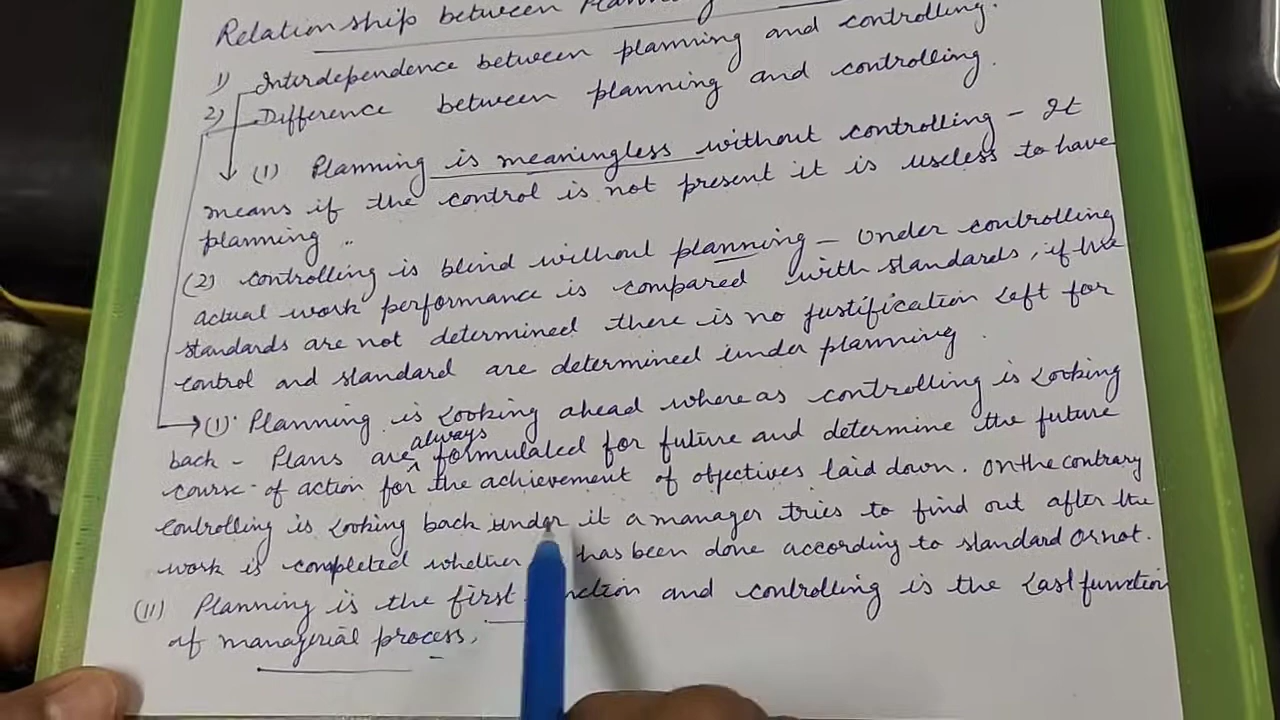 Relationship between Planning
1) Interdependence between planning and controlling.
2) Difference between planning and controlling.
(1) Planning is meaningless without controlling - It
means if the control is not present it is useless to have
planning ..
(2) controlling is blind without planning - Under controlling
actual work performance is compared with standards, if the
standards are not determined there is no justification left for
control and standard are determined under planning.
(1). Planning is looking ahead where as controlling is looking
back - Plans are always formulated for future and determine the future
course of action for the achievement of objectives laid down. On the contrary
controlling is looking back under it a manager tries to find out after the
work is completed whether has been done according to standard or not.
(11) Planning is the first function and controlling is the last function
of managerial process.